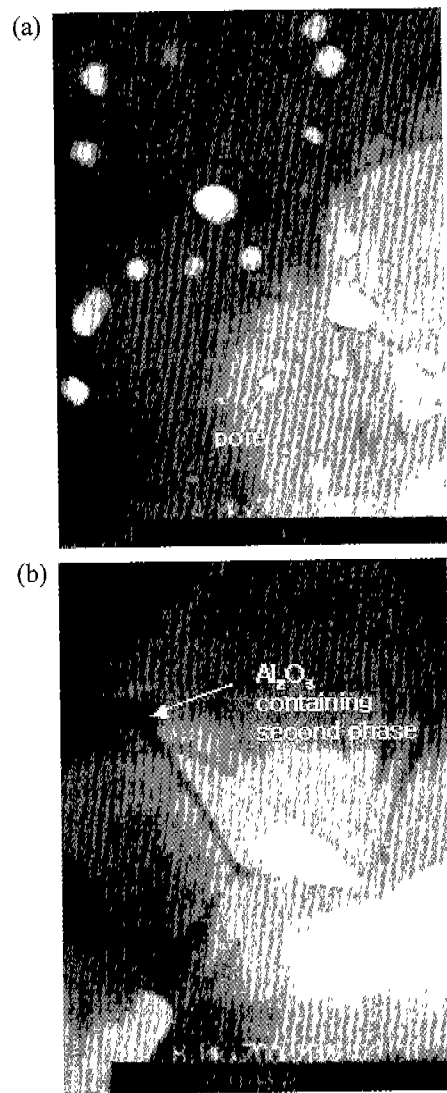 (a)
pore
(b)
Al₂O₃
containing
second phase